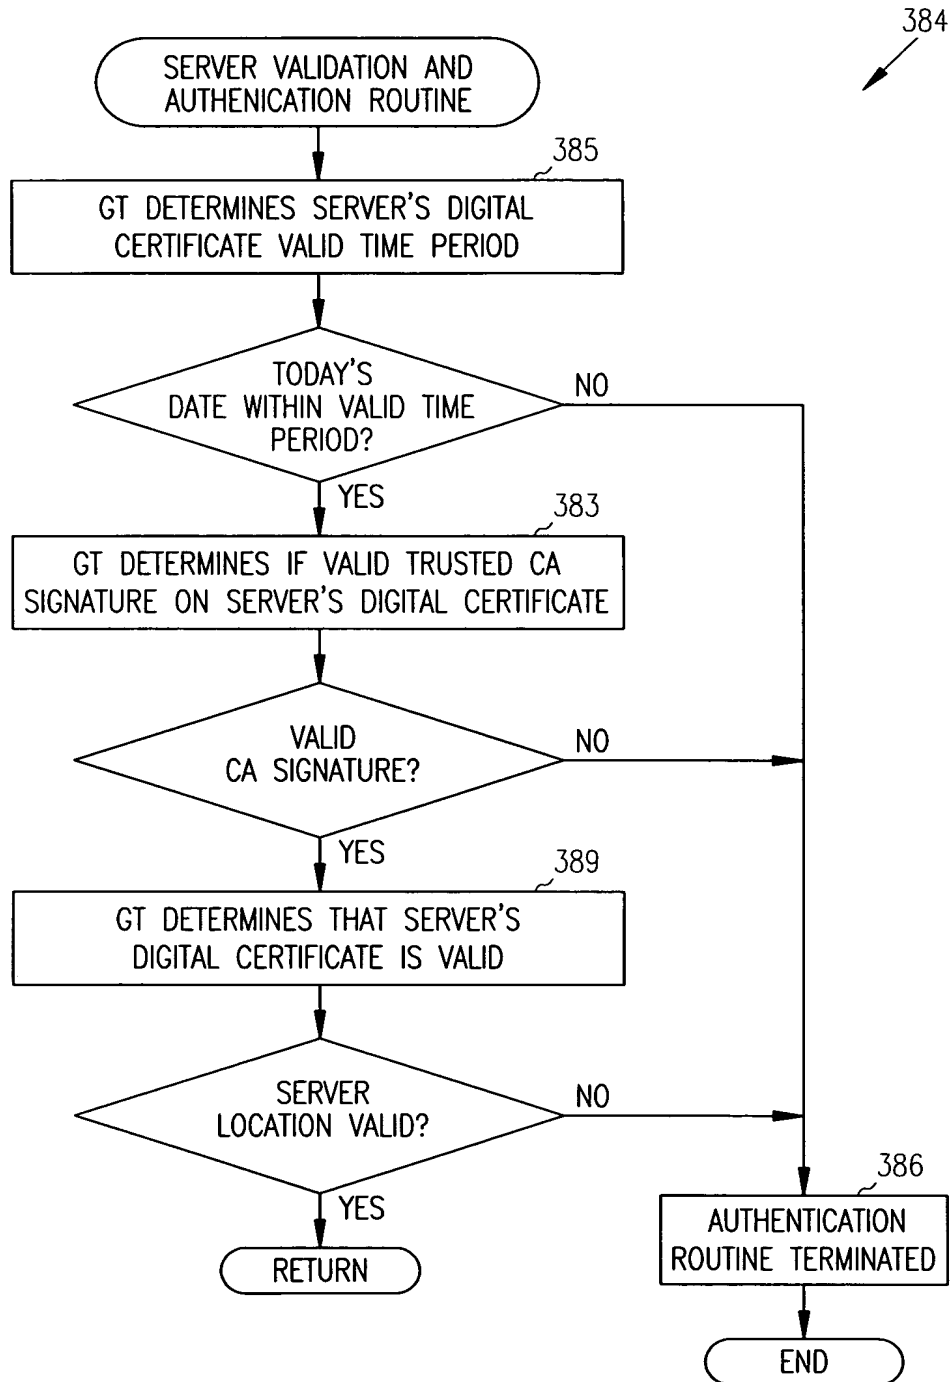 384
SERVER VALIDATION AND
AUTHENICATION ROUTINE
385
GT DETERMINES SERVER'S DIGITAL
CERTIFICATE VALID TIME PERIOD
TODAY'S
DATE WITHIN VALID TIME
PERIOD?
NO
YES
383
GT DETERMINES IF VALID TRUSTED CA
SIGNATURE ON SERVER'S DIGITAL CERTIFICATE
VALID
CA SIGNATURE?
NO
YES
389
GT DETERMINES THAT SERVER'S
DIGITAL CERTIFICATE IS VALID
SERVER
LOCATION VALID?
NO
YES
RETURN
386
AUTHENTICATION
ROUTINE TERMINATED
END